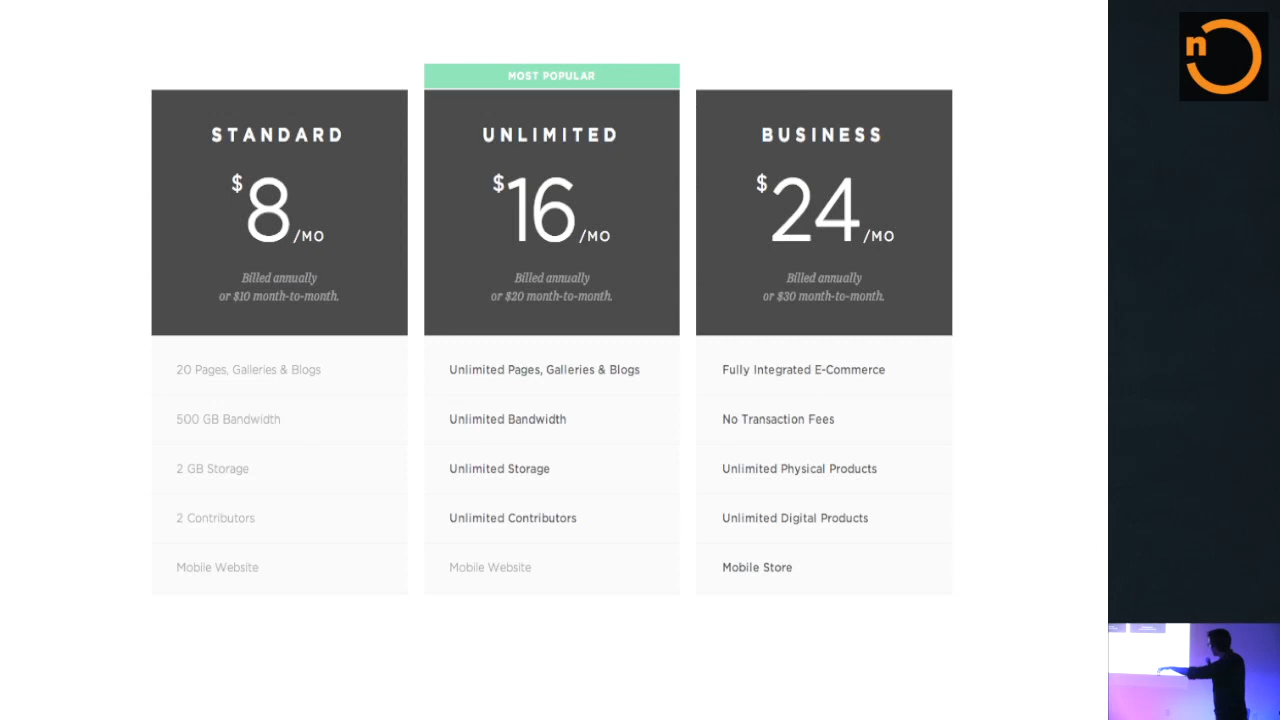 MOST POPULAR
STANDARD
$8/MO
Billed annually
or $10 month-to-month.
20 Pages, Galleries & Blogs
500 GB Bandwidth
2 GB Storage
2 Contributors
Mobile Website
UNLIMITED
$16/MO
Billed annually
or $20 month-to-month.
Unlimited Pages, Galleries & Blogs
Unlimited Bandwidth
Unlimited Storage
Unlimited Contributors
Mobile Website
BUSINESS
$24/MO
Billed annually
or $30 month-to-month.
Fully Integrated E-Commerce
No Transaction Fees
Unlimited Physical Products
Unlimited Digital Products
Mobile Store
n